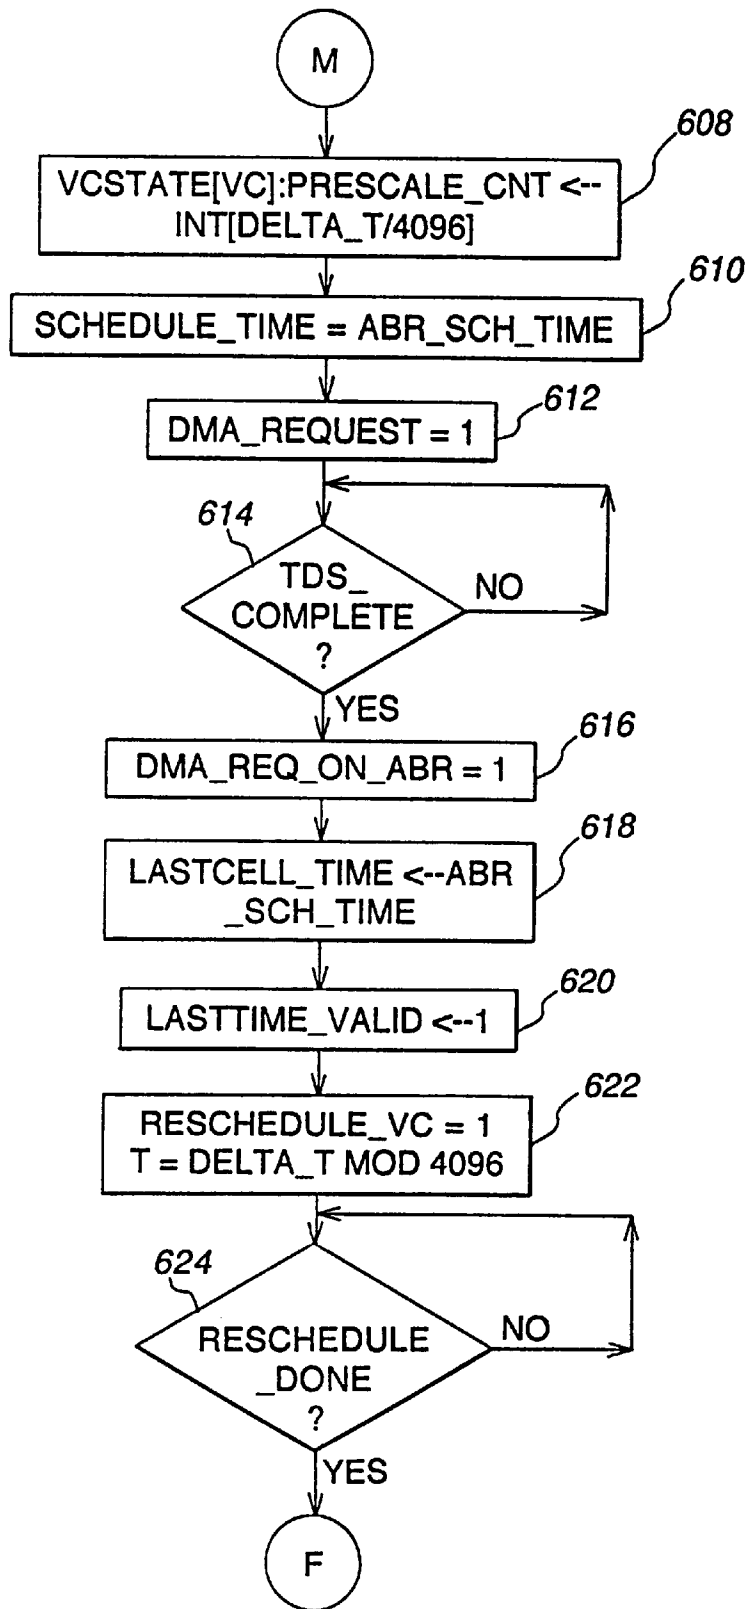 M
608
VCSTATE[VC]:PRESCALE_CNT <--
INT[DELTA_T/4096]
610
SCHEDULE_TIME = ABR_SCH_TIME
612
DMA_REQUEST = 1
614
TDS_
COMPLETE
?
NO
YES
616
DMA_REQ_ON_ABR = 1
618
LASTCELL_TIME <--ABR
_SCH_TIME
620
LASTTIME_VALID <--1
622
RESCHEDULE_VC = 1
T = DELTA_T MOD 4096
624
RESCHEDULE
_DONE
?
NO
YES
F